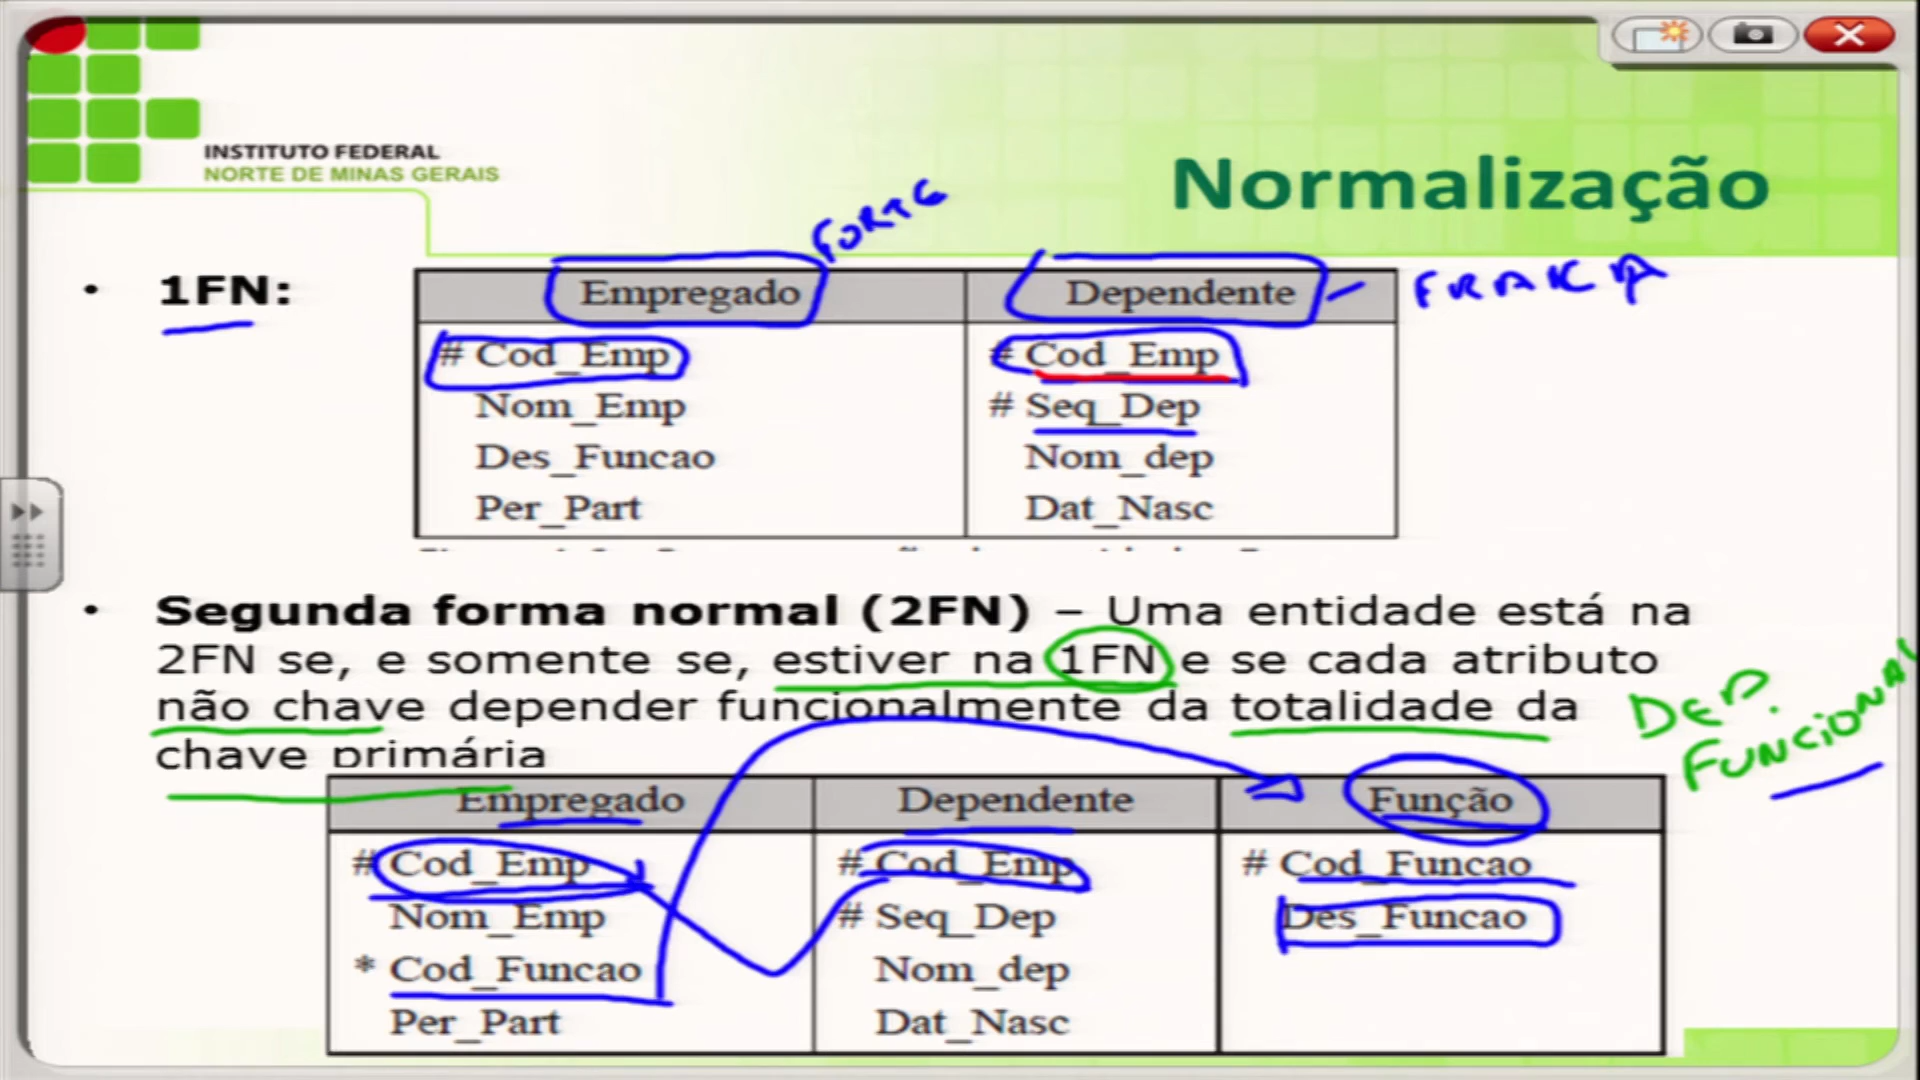 INSTITUTO FEDERAL
NORTE DE MINAS GERAIS
Normalização
FORTE
• 1FN:
Empregado Dependente
FRACA
# Cod_Emp # Cod_Emp
Nom_Emp # Seq_Dep
Des_Funcao Nom_dep
Per_Part Dat_Nasc
• Segunda forma normal (2FN) – Uma entidade está na
2FN se, e somente se, estiver na 1FN e se cada atributo
não chave depender funcionalmente da totalidade da
chave primária
DEP.
FUNCIONAL
Empregado Dependente Função
# Cod_Emp # Cod_Emp # Cod_Funcao
Nom_Emp # Seq_Dep Des_Funcao
* Cod_Funcao Nom_dep
Per_Part Dat_Nasc